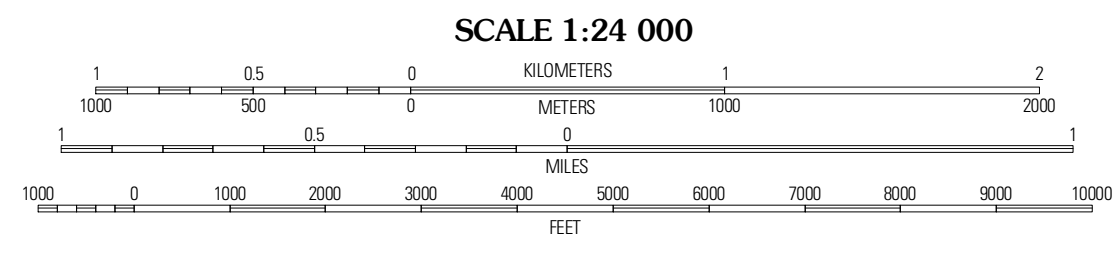 SCALE 1:24 000
1 0.5 0 KILOMETERS 1 2
1000 500 0 METERS 1000 2000
1 0.5 0 1
MILES
1000 0 1000 2000 3000 4000 5000 6000 7000 8000 9000 10000
FEET